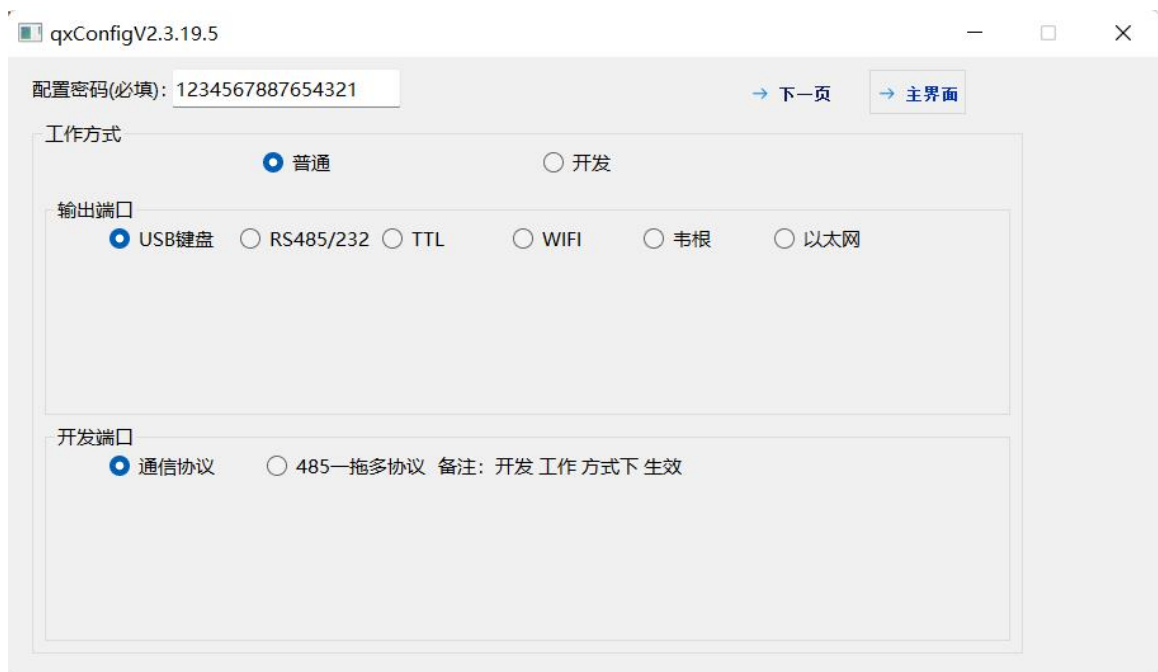 qxConfigV2.3.19.5
配置密码(必填): 1234567887654321 → 下一页 → 主界面
工作方式
普通 开发
输出端口
USB键盘 RS485/232 TTL WIFI 韦根 以太网
开发端口
通信协议 485一拖多协议 备注：开发 工作 方式下 生效